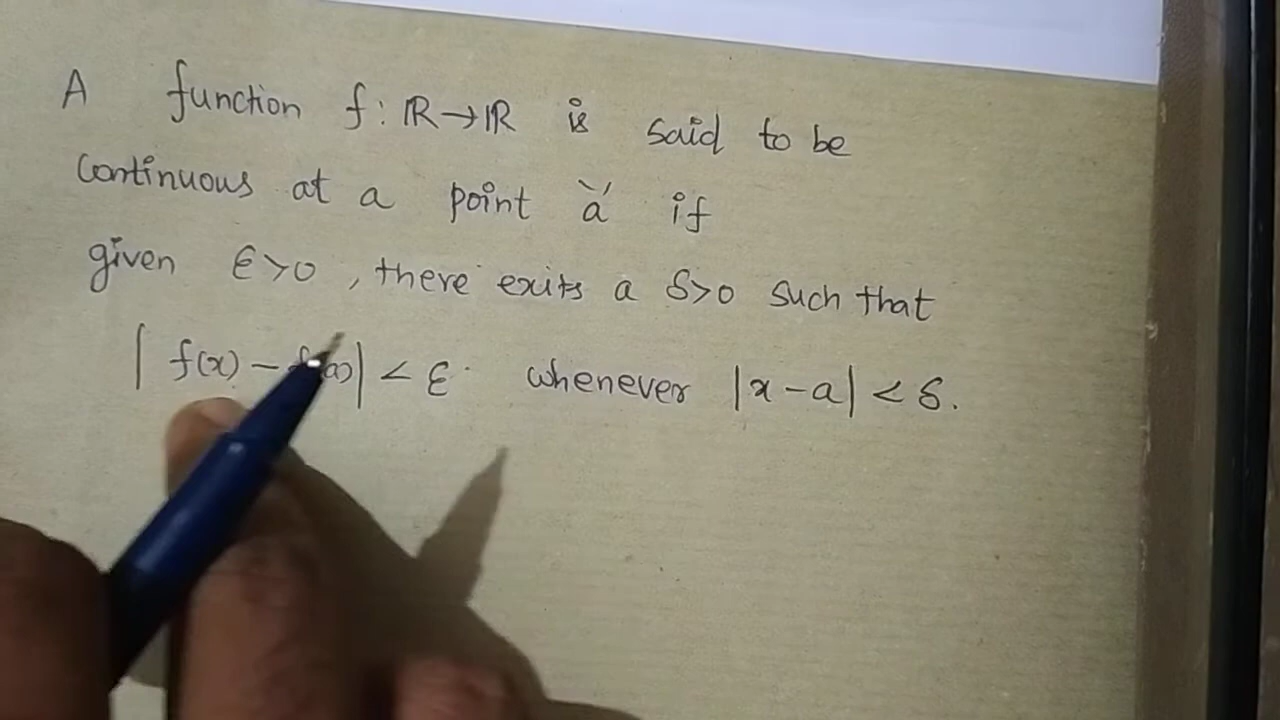 A function f: ℝ→ℝ is said to be
continuous at a point 'a' if
given ε>0, there exits a δ>0 such that
| f(x) - f(a)| < ε whenever |x-a| < δ.